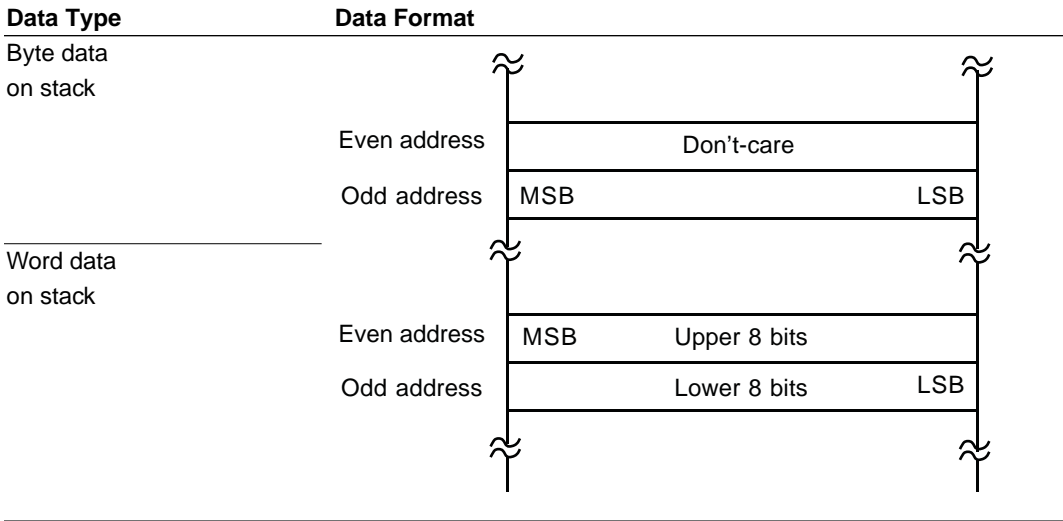 Data Type Data Format
Byte data
on stack
Even address Don't-care
Odd address MSB LSB
Word data
on stack
Even address MSB Upper 8 bits
Odd address Lower 8 bits LSB